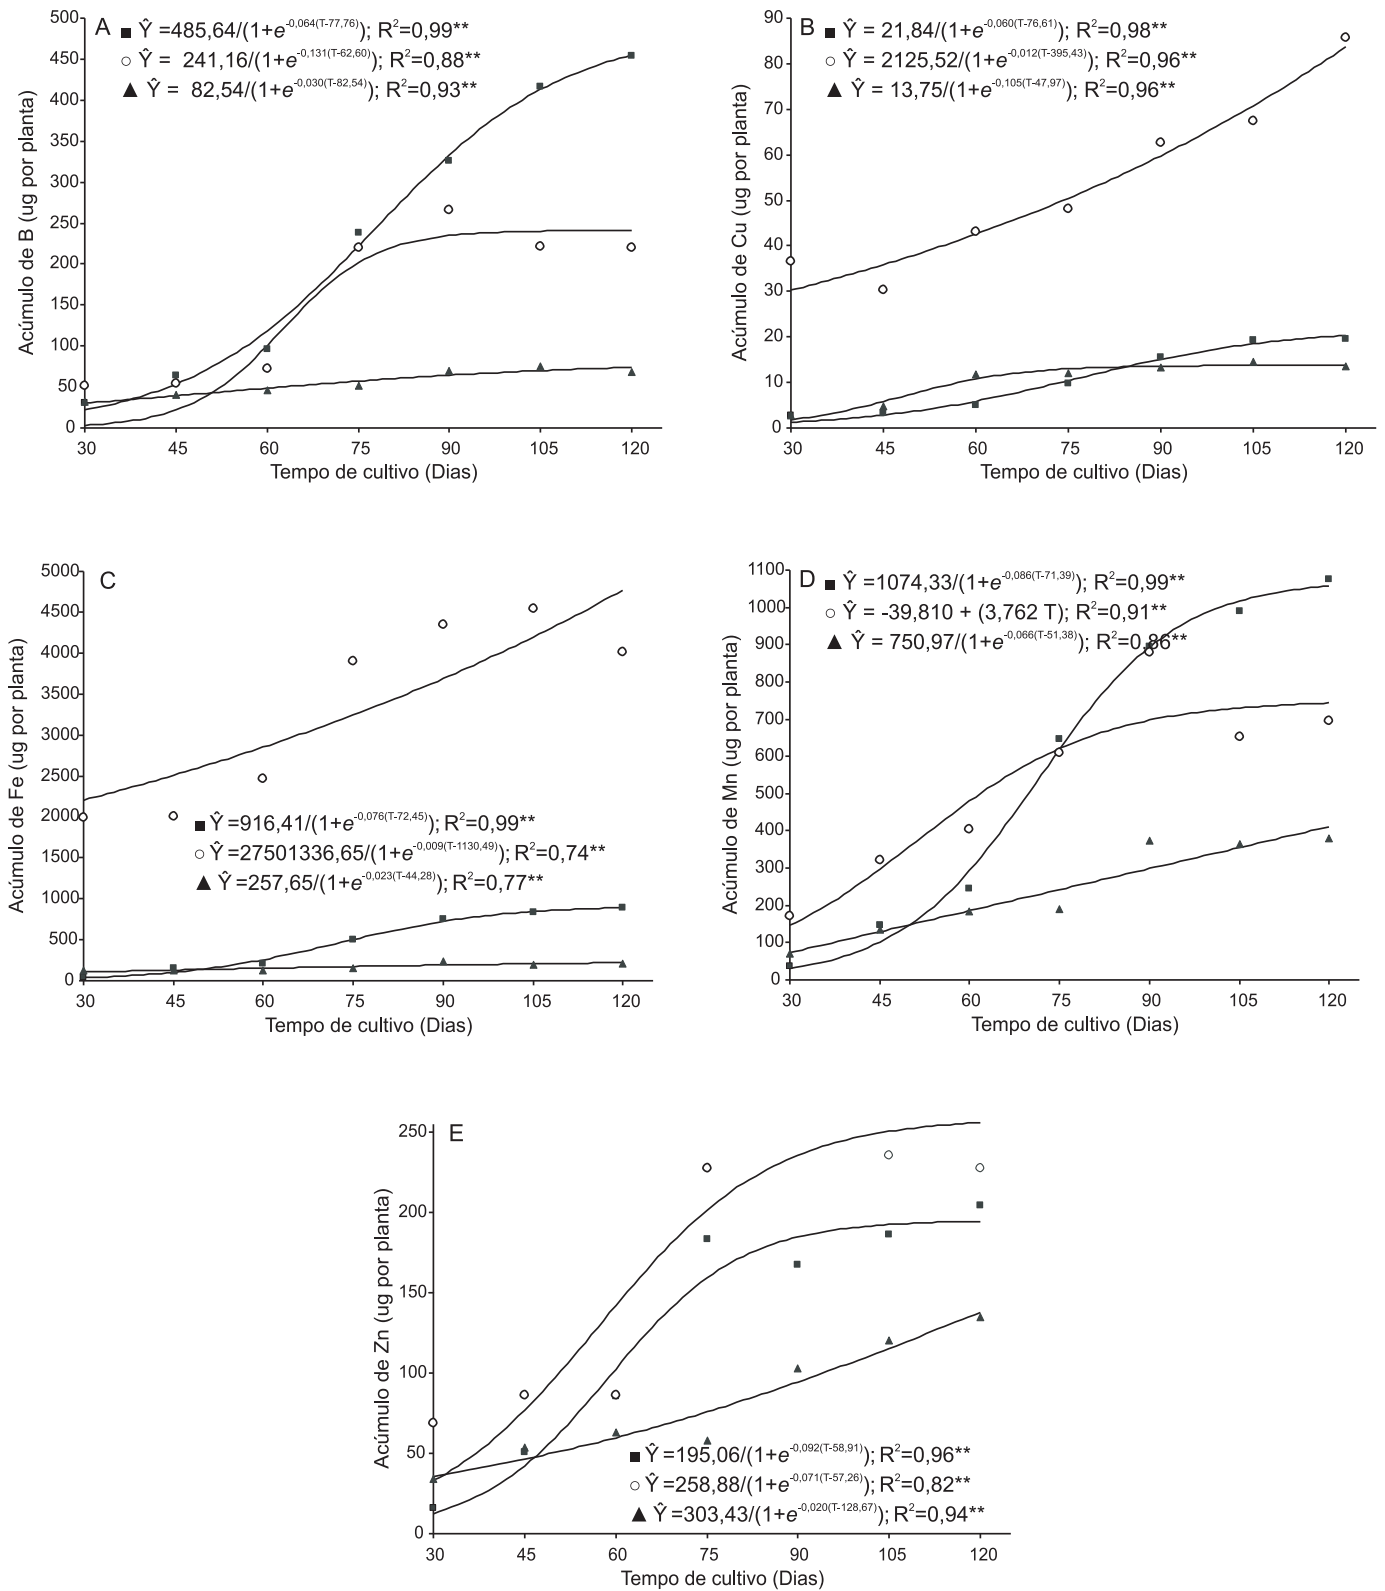 A
■ Ŷ =485,64/(1+e^-0,064(T-77,76)); R²=0,99**
○ Ŷ = 241,16/(1+e^-0,131(T-62,60)); R²=0,88**
▲ Ŷ = 82,54/(1+e^-0,030(T-82,54)); R²=0,93**
Acúmulo de B (ug por planta)
500
450
400
350
300
250
200
150
100
50
0
30 45 60 75 90 105 120
Tempo de cultivo (Dias)
B
■ Ŷ = 21,84/(1+e^-0,060(T-76,61)); R²=0,98**
○ Ŷ = 2125,52/(1+e^-0,012(T-395,43)); R²=0,96**
▲ Ŷ = 13,75/(1+e^-0,105(T-47,97)); R²=0,96**
Acúmulo de Cu (ug por planta)
90
80
70
60
50
40
30
20
10
0
30 45 60 75 90 105 120
Tempo de cultivo (Dias)
C
Acúmulo de Fe (ug por planta)
5000
4500
4000
3500
3000
2500
2000
1500
1000
500
0
■ Ŷ =916,41/(1+e^-0,076(T-72,45)); R²=0,99**
○ Ŷ=27501336,65/(1+e^-0,009(T-1130,49)); R²=0,74**
▲ Ŷ=257,65/(1+e^-0,023(T-44,28)); R²=0,77**
30 45 60 75 90 105 120
Tempo de cultivo (Dias)
D
■ Ŷ=1074,33/(1+e^-0,086(T-71,39)); R²=0,99**
○ Ŷ = -39,810 + (3,762 T); R²=0,91**
▲ Ŷ = 750,97/(1+e^-0,066(T-51,38)); R²=0,86**
Acúmulo de Mn (ug por planta)
1100
1000
900
800
700
600
500
400
300
200
100
0
30 45 60 75 90 105 120
Tempo de cultivo (Dias)
E
Acúmulo de Zn (ug por planta)
250
200
150
100
50
0
■ Ŷ=195,06/(1+e^-0,092(T-58,91)); R²=0,96**
○ Ŷ=258,88/(1+e^-0,071(T-57,26)); R²=0,82**
▲ Ŷ=303,43/(1+e^-0,020(T-128,67)); R²=0,94**
30 45 60 75 90 105 120
Tempo de cultivo (Dias)